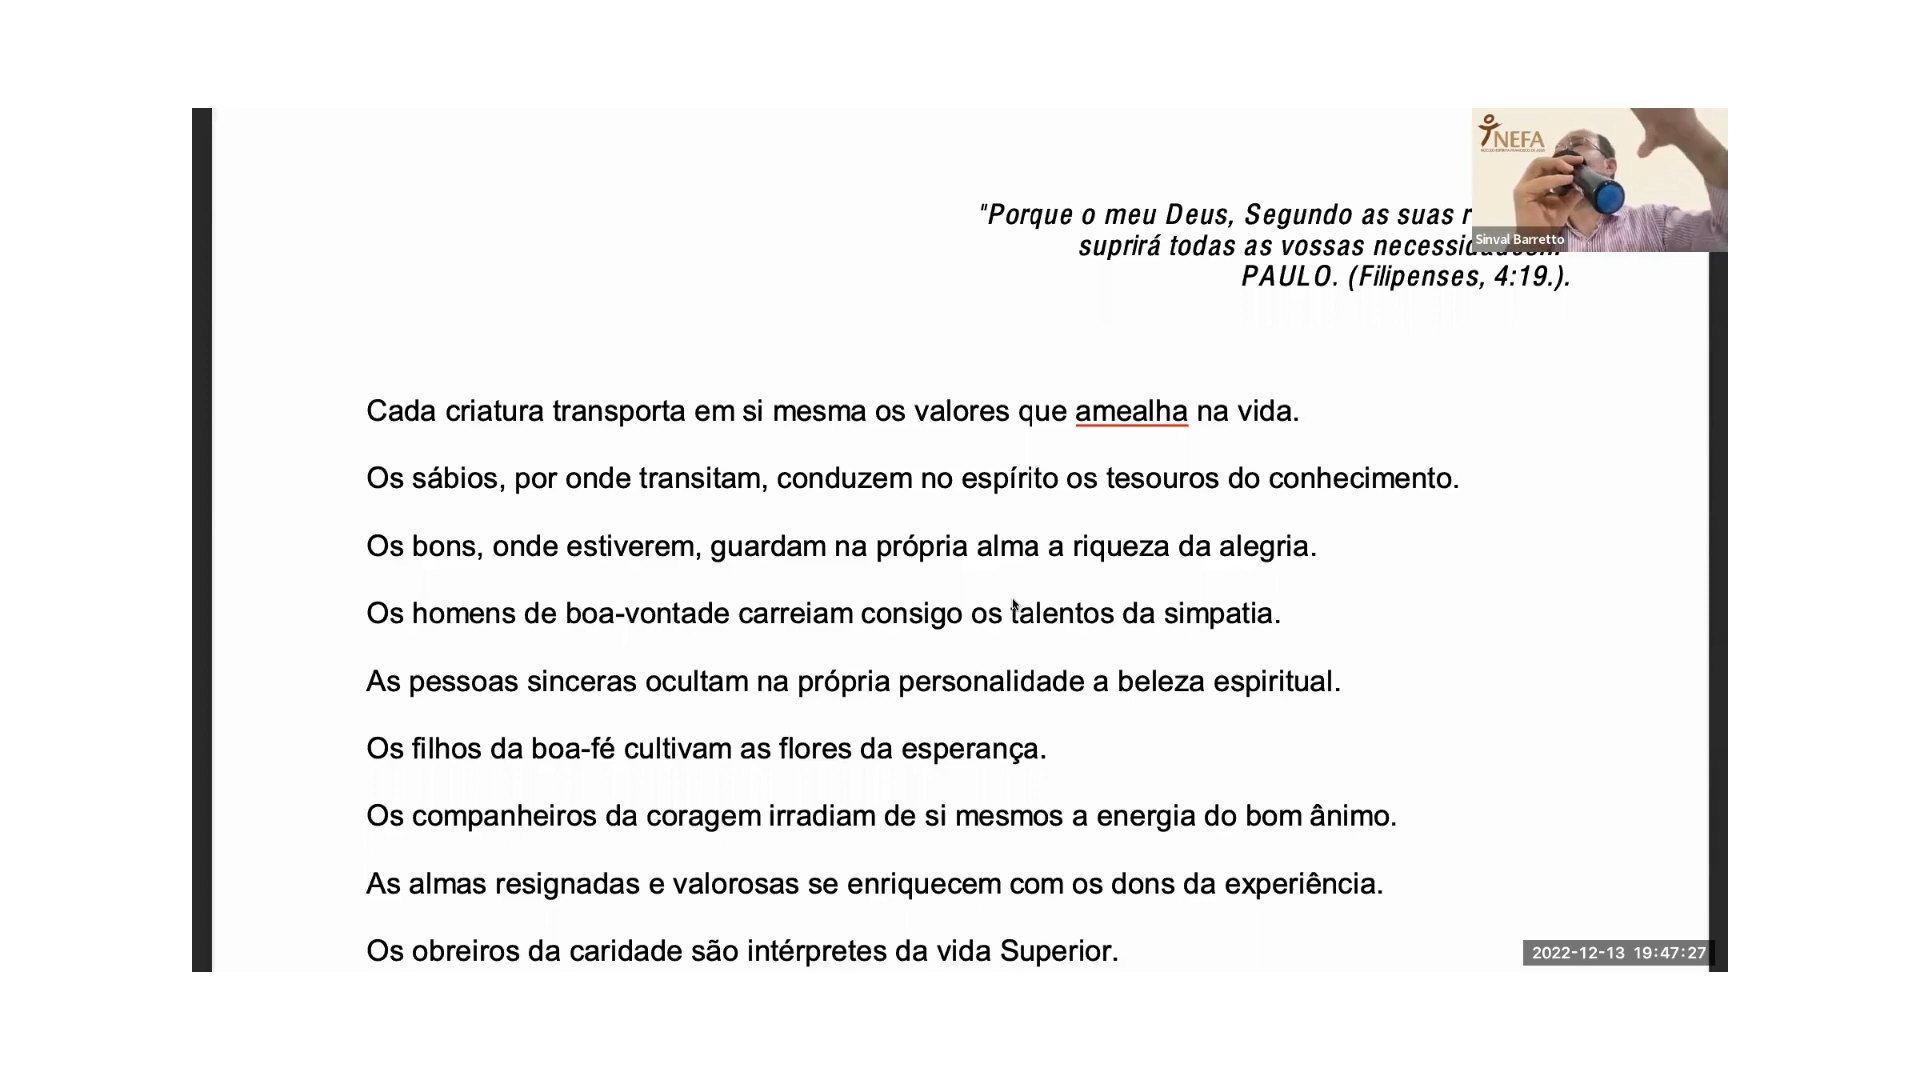 NEFA
"Porque o meu Deus, Segundo as suas
Sinval Barretto
suprirá todas as vossas
PAULO. (Filipenses, 4:19.).
Cada criatura transporta em si mesma os valores que amealha na vida.
Os sábios, por onde transitam, conduzem no espírito os tesouros do conhecimento.
Os bons, onde estiverem, guardam na própria alma a riqueza da alegria.
Os homens de boa-vontade carreiam consigo os talentos da simpatia.
As pessoas sinceras ocultam na própria personalidade a beleza espiritual.
Os filhos da boa-fé cultivam as flores da esperança.
Os companheiros da coragem irradiam de si mesmos a energia do bom ânimo.
As almas resignadas e valorosas se enriquecem com os dons da experiência.
Os obreiros da caridade são intérpretes da vida Superior.
2022-12-13 19:47:27